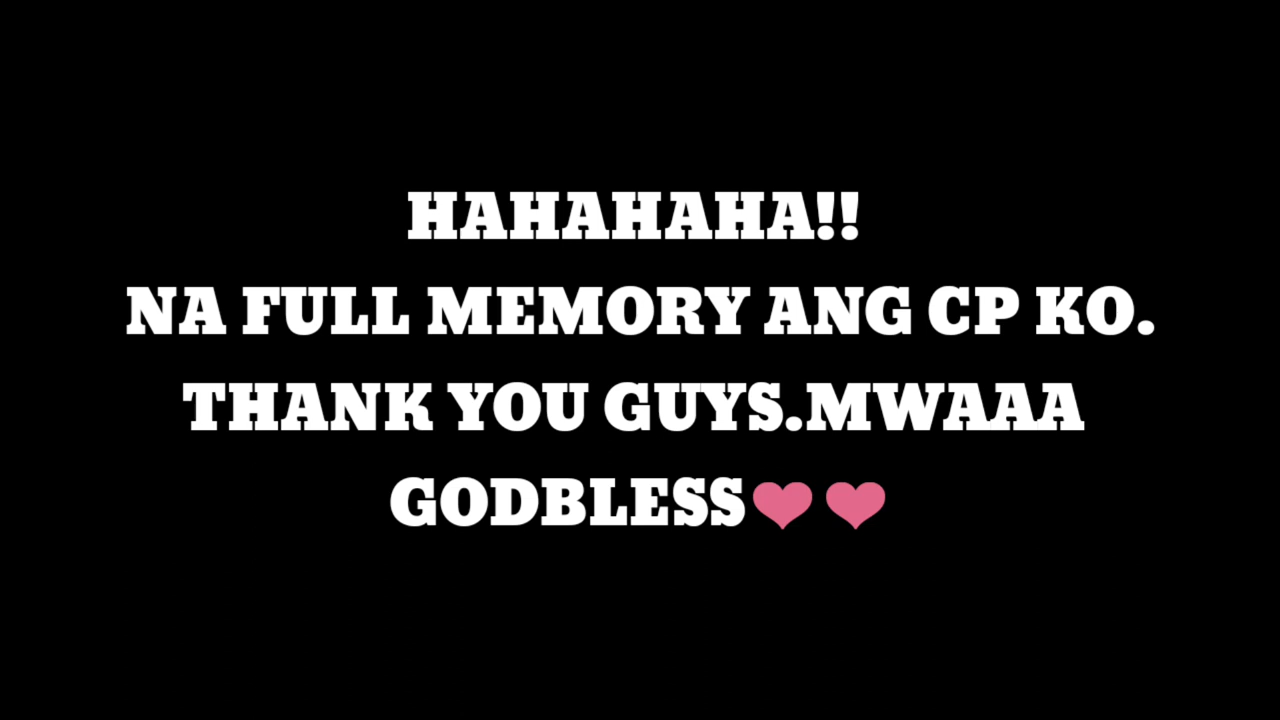 HAHAHAHA!!
NA FULL MEMORY ANG CP KO.
THANK YOU GUYS.MWAAA
GODBLESS❤❤